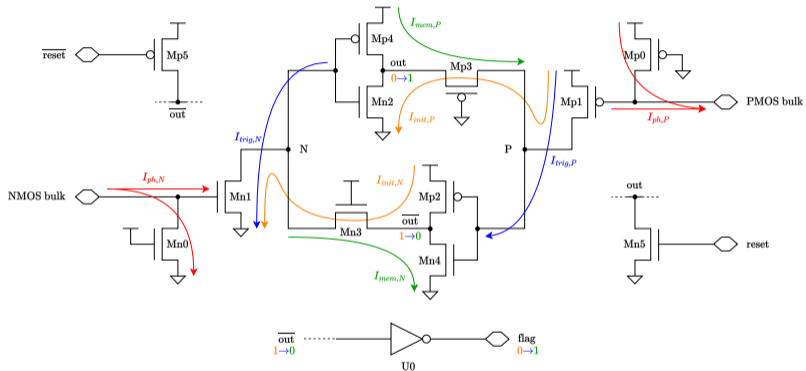 I_mem,P
Mp4
Mp0
reset
Mp5
out
Mp3
0→1
Mp1
PMOS bulk
Mn2
out
I_init,P
I_ph,P
I_trig,N
N
P
I_trig,P
I_ph,N
I_init,N
NMOS bulk
Mn1
Mp2
out
out
1→0
Mn3
Mn0
Mn4
Mn5
reset
I_mem,N
out
flag
1→0
0→1
U0